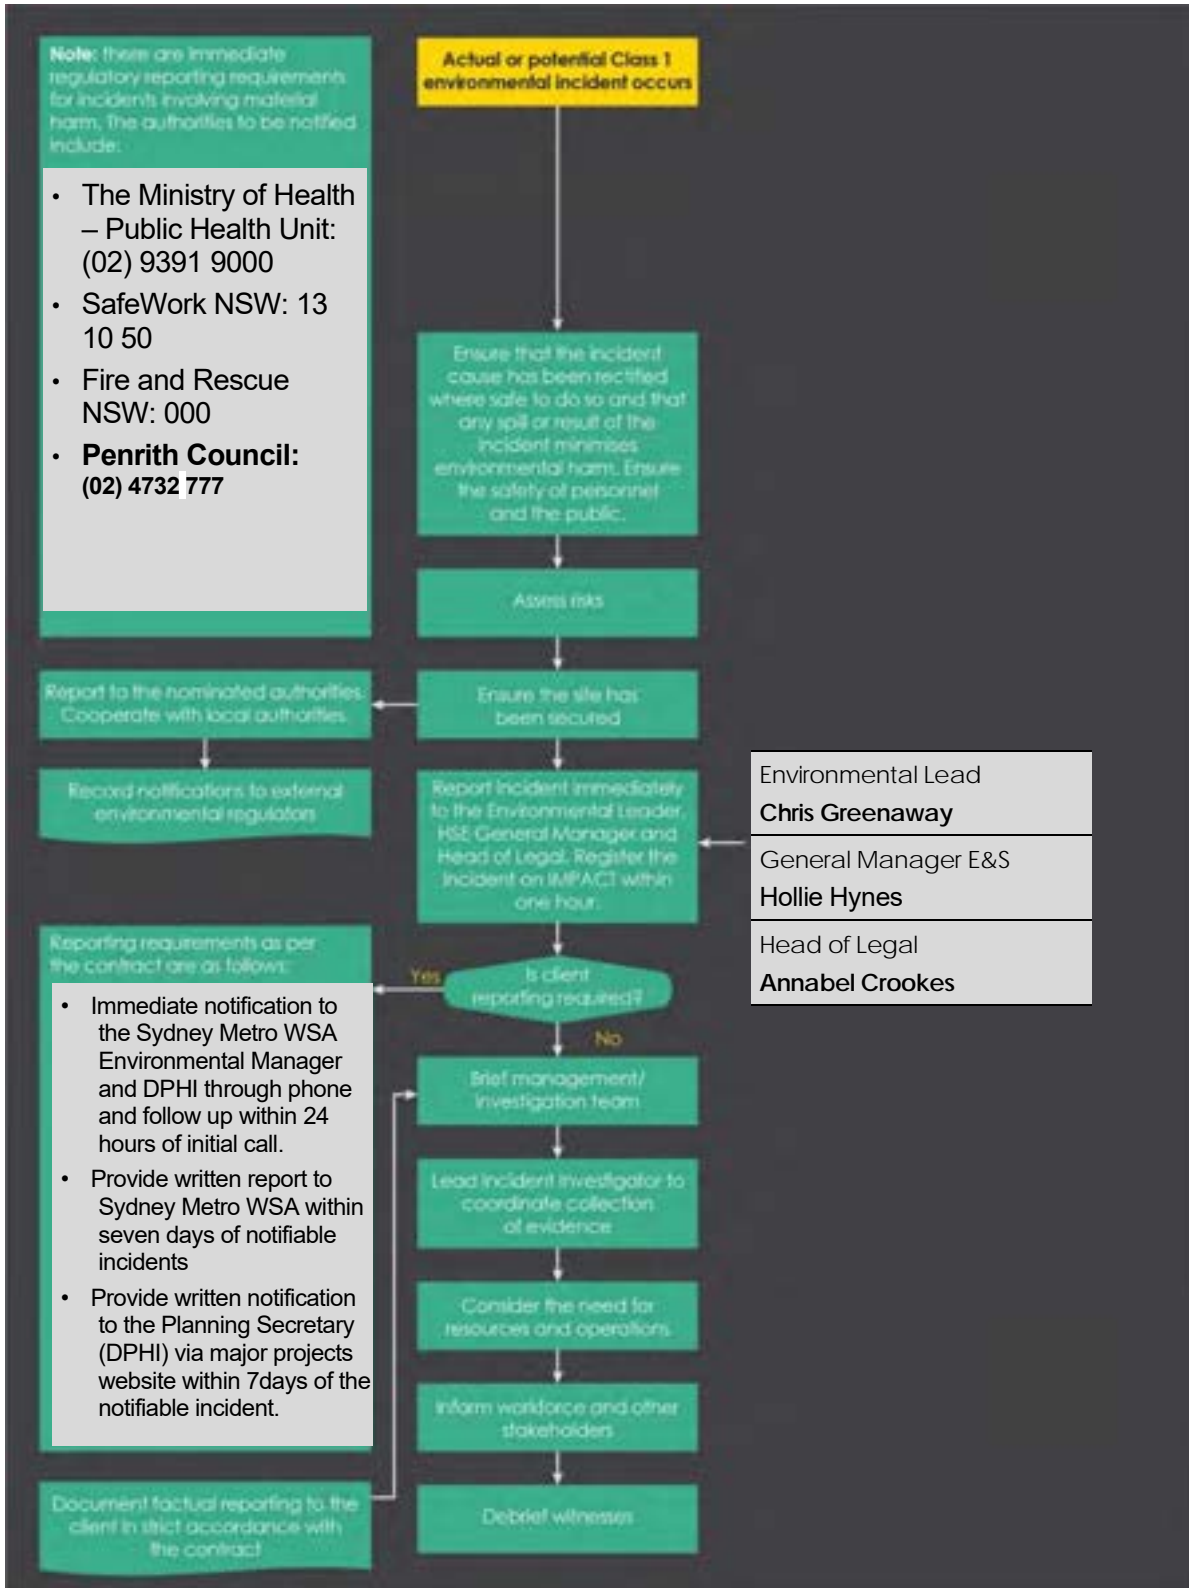 Note: there are immediate
regulatory reporting requirements
for incidents involving material
harm. The authorities to be notified
include:
• The Ministry of Health
– Public Health Unit:
(02) 9391 9000
• SafeWork NSW: 13
10 50
• Fire and Rescue
NSW: 000
• Penrith Council:
(02) 4732 777
Actual or potential Class 1
environmental incident occurs
Ensure that the incident
cause has been rectified
where safe to do so and that
any spill or result of the
incident minimises
environmental harm. Ensure
the safety of personnel
and the public.
Assess risks
Ensure the site has
been secured
Report to the nominated authorities.
Cooperate with local authorities.
Record notifications to external
environmental regulators
Report incident immediately
to the Environmental Leader,
HSE General Manager and
Head of Legal. Register the
incident on IMPACT within
one hour.
Environmental Lead
Chris Greenaway
General Manager E&S
Hollie Hynes
Head of Legal
Annabel Crookes
Is client
reporting required?
Yes
No
Reporting requirements as per
the contract are as follows:
• Immediate notification to
the Sydney Metro WSA
Environmental Manager
and DPHI through phone
and follow up within 24
hours of initial call.
• Provide written report to
Sydney Metro WSA within
seven days of notifiable
incidents
• Provide written notification
to the Planning Secretary
(DPHI) via major projects
website within 7days of the
notifiable incident.
Document factual reporting to the
client in strict accordance with
the contract
Brief management/
investigation team
Lead incident investigator to
coordinate collection
of evidence
Consider the need for
resources and operations
Inform workforce and other
stakeholders
Debrief witnesses